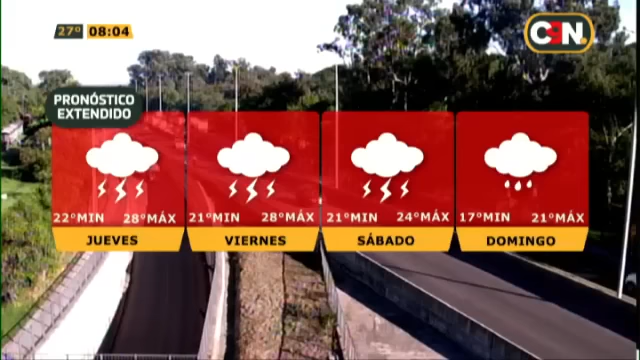 27° 08:04
C9N
PRONÓSTICO
EXTENDIDO
22°MIN 28°MÁX 21°MIN 28°MÁX 21°MIN 24°MÁX 17°MIN 21°MÁX
JUEVES VIERNES SÁBADO DOMINGO